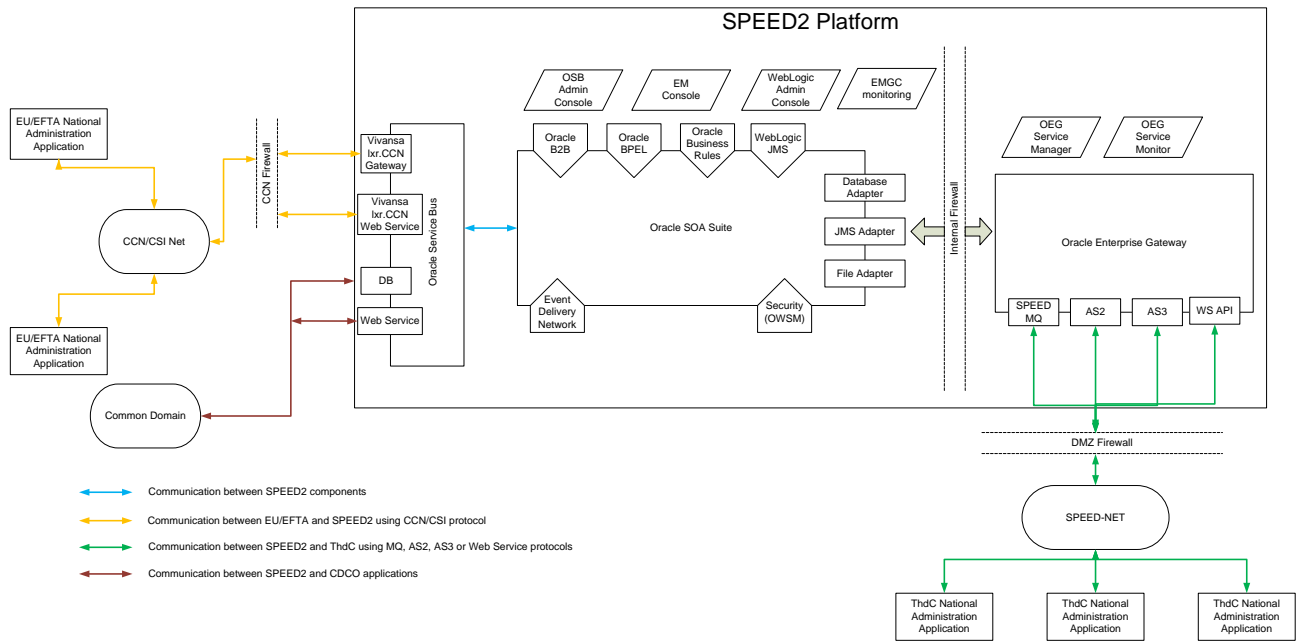 SPEED2 Platform
OSB
Admin
Console
EM
Console
WebLogic
Admin
Console
EMGC
monitoring
EU/EFTA National
Administration
Application
CCN/CSI Net
EU/EFTA National
Administration
Application
Common Domain
CCN Firewall
Vivansa
Ixr.CCN
Gateway
Vivansa
Ixr.CCN
Web Service
DB
Web Service
Oracle Service Bus
Oracle
B2B
Oracle
BPEL
Oracle
Business
Rules
WebLogic
JMS
Oracle SOA Suite
Database
Adapter
JMS Adapter
File Adapter
Event
Delivery
Network
Security
(OWSM)
Internal Firewall
OEG
Service
Manager
OEG
Service
Monitor
Oracle Enterprise Gateway
SPEED
MQ
AS2
AS3
WS API
DMZ Firewall
SPEED-NET
ThdC National
Administration
Application
ThdC National
Administration
Application
ThdC National
Administration
Application
Communication between SPEED2 components
Communication between EU/EFTA and SPEED2 using CCN/CSI protocol
Communication between SPEED2 and ThdC using MQ, AS2, AS3 or Web Service protocols
Communication between SPEED2 and CDCO applications